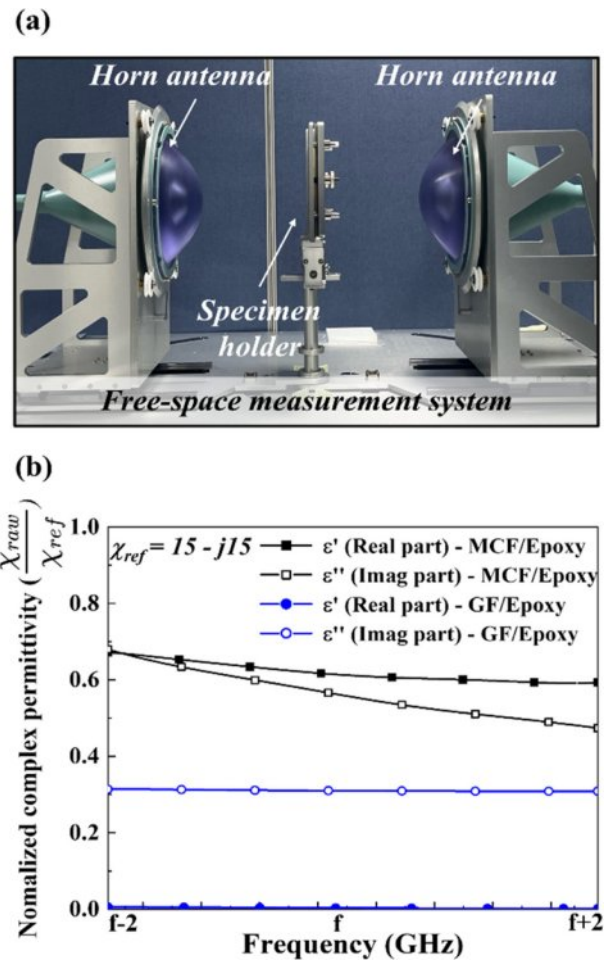 (a)
Horn antenna
Horn antenna
Specimen
holder
Free-space measurement system
(b)
Nomalized complex permittivity (χraw/χref)
1.0
0.8
0.6
0.4
0.2
0.0
χref = 15 - j15
ε' (Real part) - MCF/Epoxy
ε'' (Imag part) - MCF/Epoxy
ε' (Real part) - GF/Epoxy
ε'' (Imag part) - GF/Epoxy
f-2
f
f+2
Frequency (GHz)